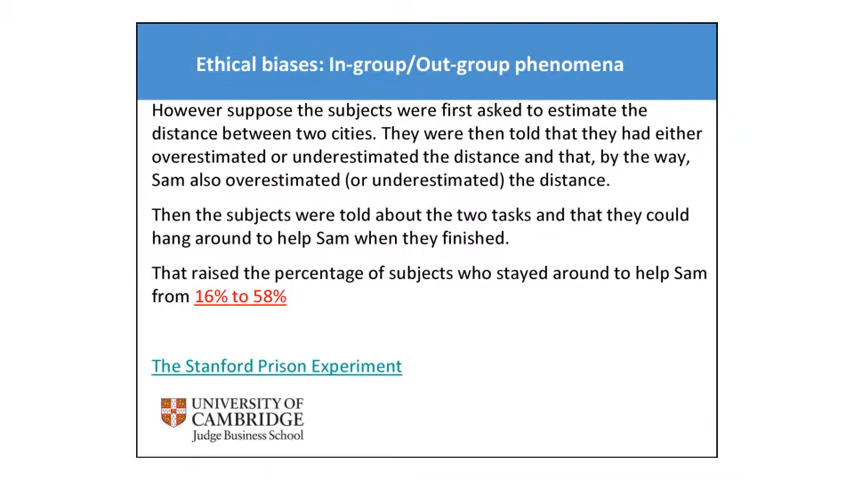 Ethical biases: In-group/Out-group phenomena
However suppose the subjects were first asked to estimate the
distance between two cities. They were then told that they had either
overestimated or underestimated the distance and that, by the way,
Sam also overestimated (or underestimated) the distance.
Then the subjects were told about the two tasks and that they could
hang around to help Sam when they finished.
That raised the percentage of subjects who stayed around to help Sam
from 16% to 58%
The Stanford Prison Experiment
UNIVERSITY OF
CAMBRIDGE
Judge Business School